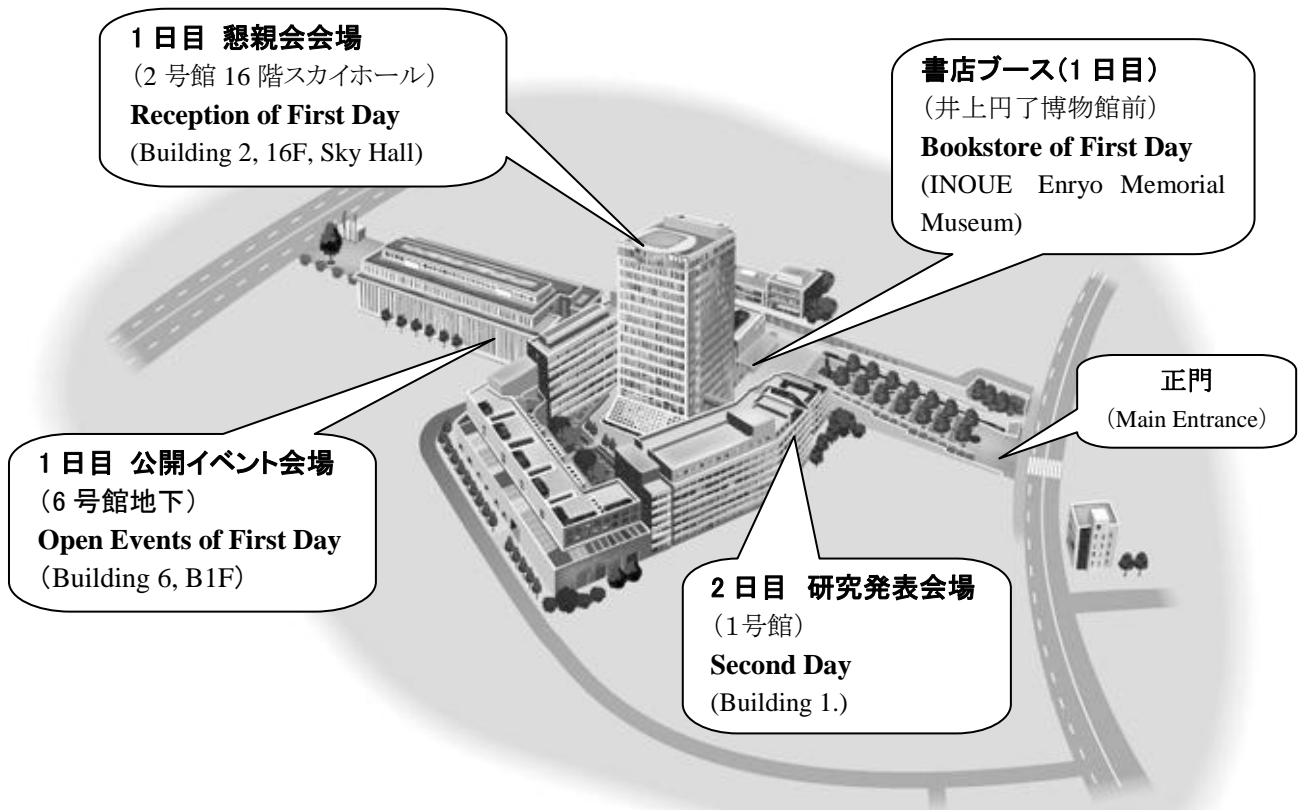 1日目 懇親会会場
（2 号館 16 階スカイホール）
Reception of First Day
(Building 2, 16F, Sky Hall)
書店ブース（1 日目）
（井上円了博物館前）
Bookstore of First Day
(INOUE Enryo Memorial
Museum)
正門
（Main Entrance）
1日目 公開イベント会場
（6 号館地下）
Open Events of First Day
（Building 6, B1F）
2日目 研究発表会場
（１号館）
Second Day
(Building 1.)